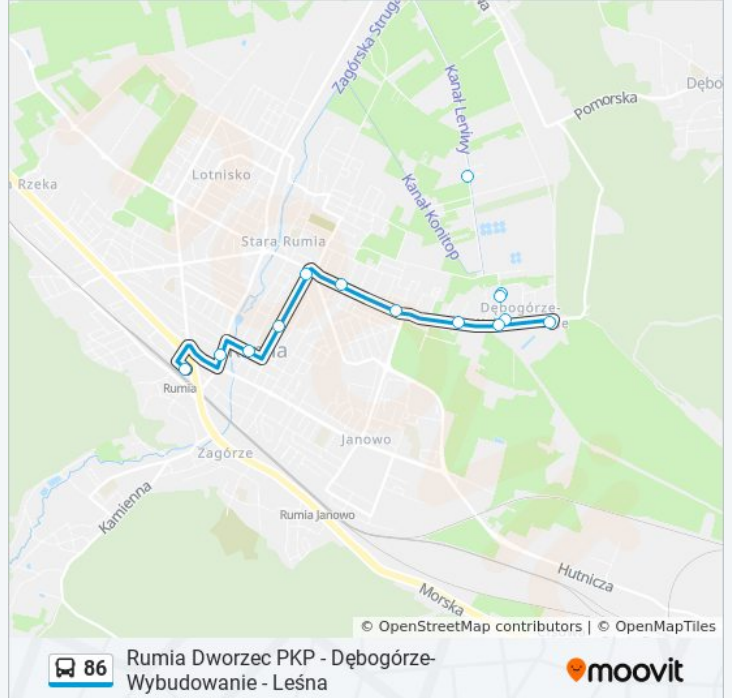 Zagórska Struga
Kanał Leniwy
Pomorska
Dębo
Lotnisko
a Rzeka
Kanał Konitop
Stara Rumia
Dębogórze-
Rumia
Janowo
Zagórze
Kamienna
Rumia Janowo
Hutnicza
Morska
© OpenStreetMap contributors | © OpenMapTiles
86
Rumia Dworzec PKP - Dębogórze-
Wybudowanie - Leśna
moovit